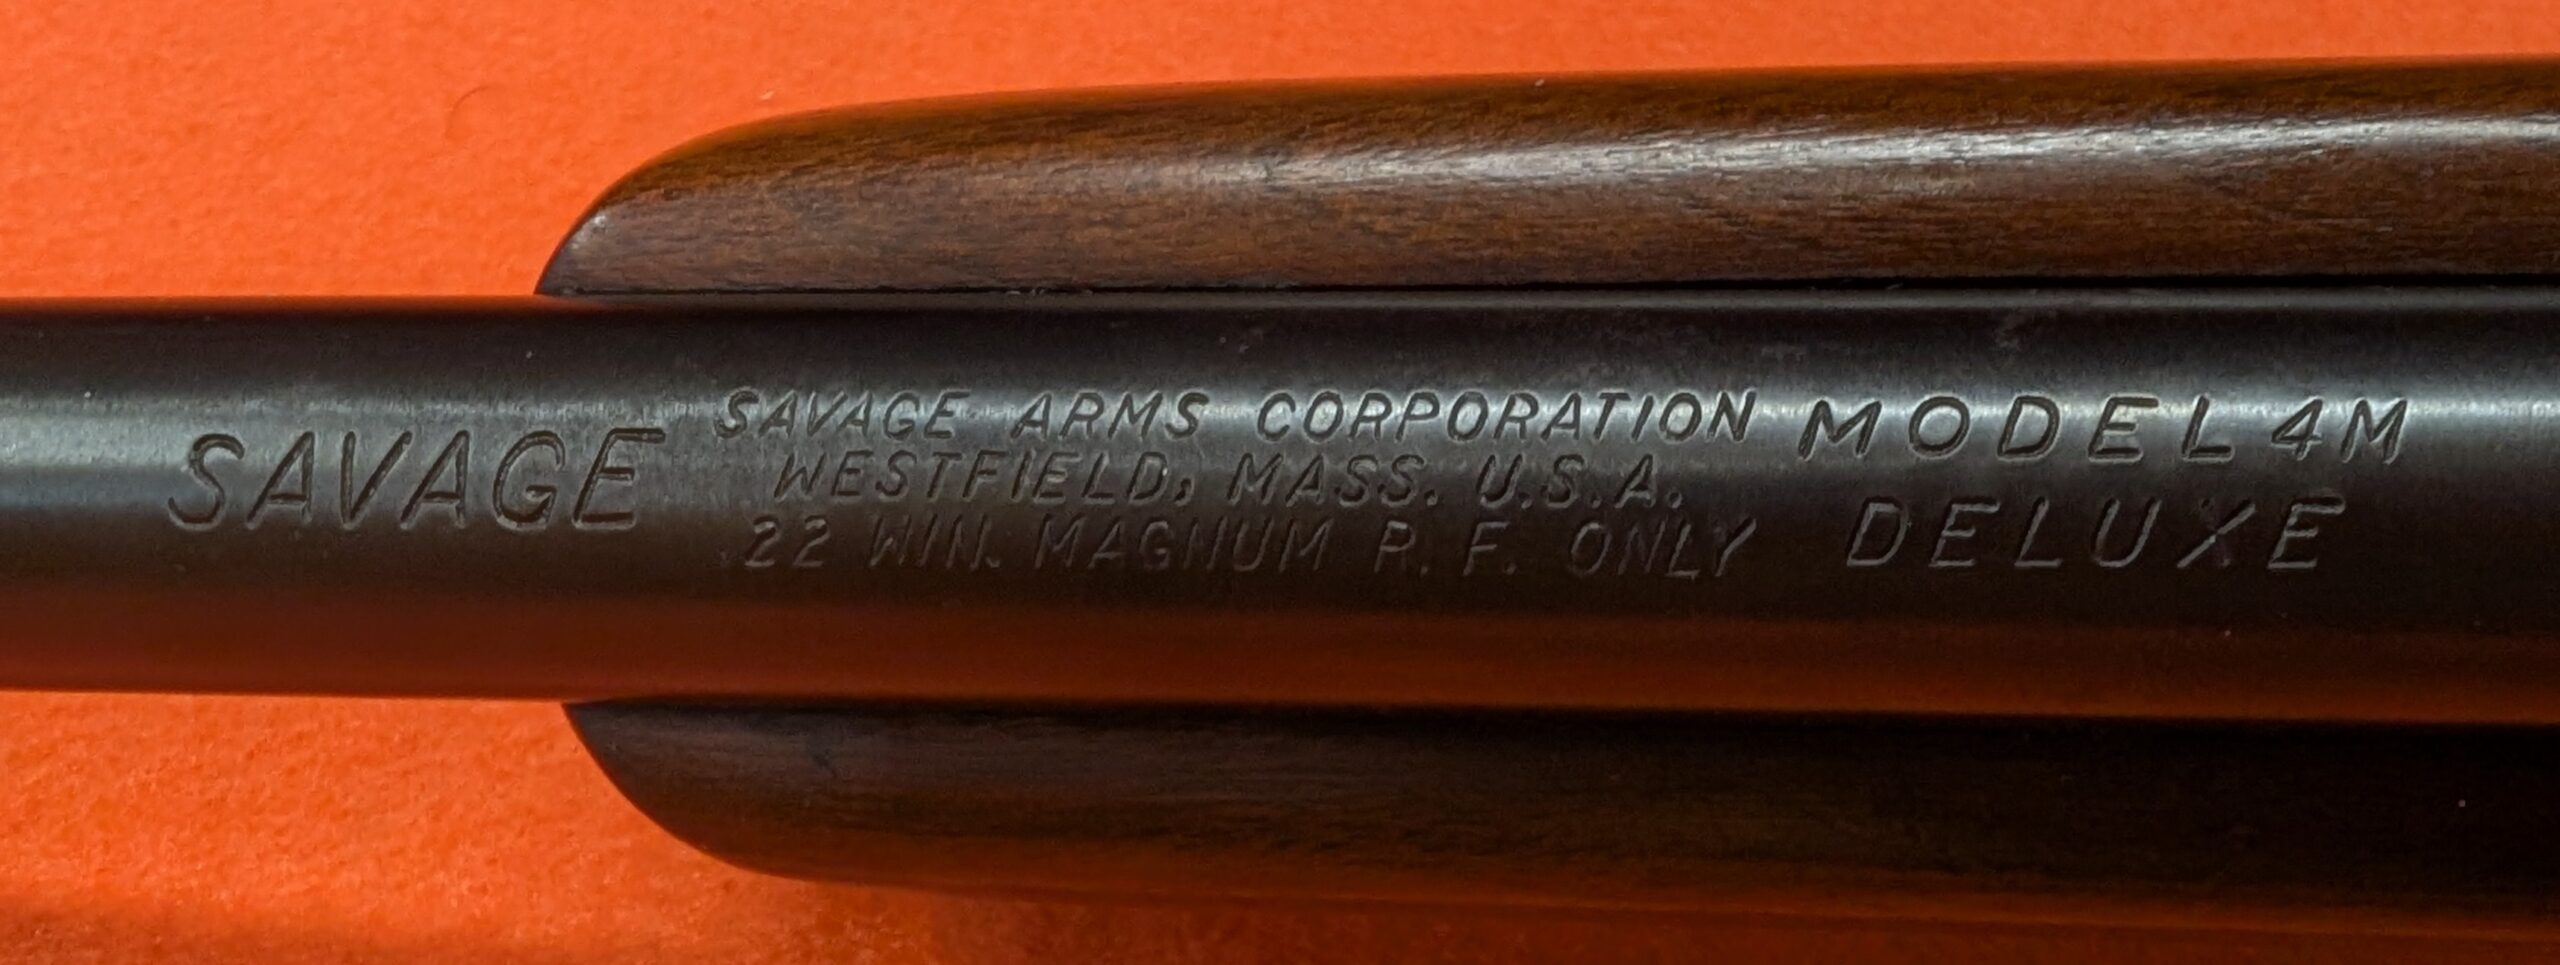 SAVAGE
SAVAGE ARMS CORPORATION
WESTFIELD, MASS. U.S.A.
22 WIN. MAGNUM R. F. ONLY
MODEL 4M
DELUXE